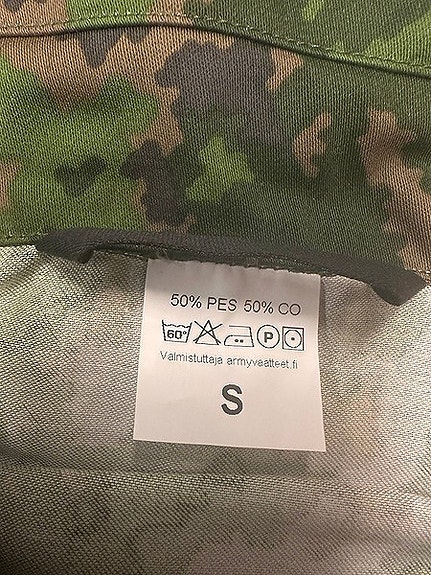 50% PES 50% CO
60° P
Valmistuttaja armyvaatteet.fi
S